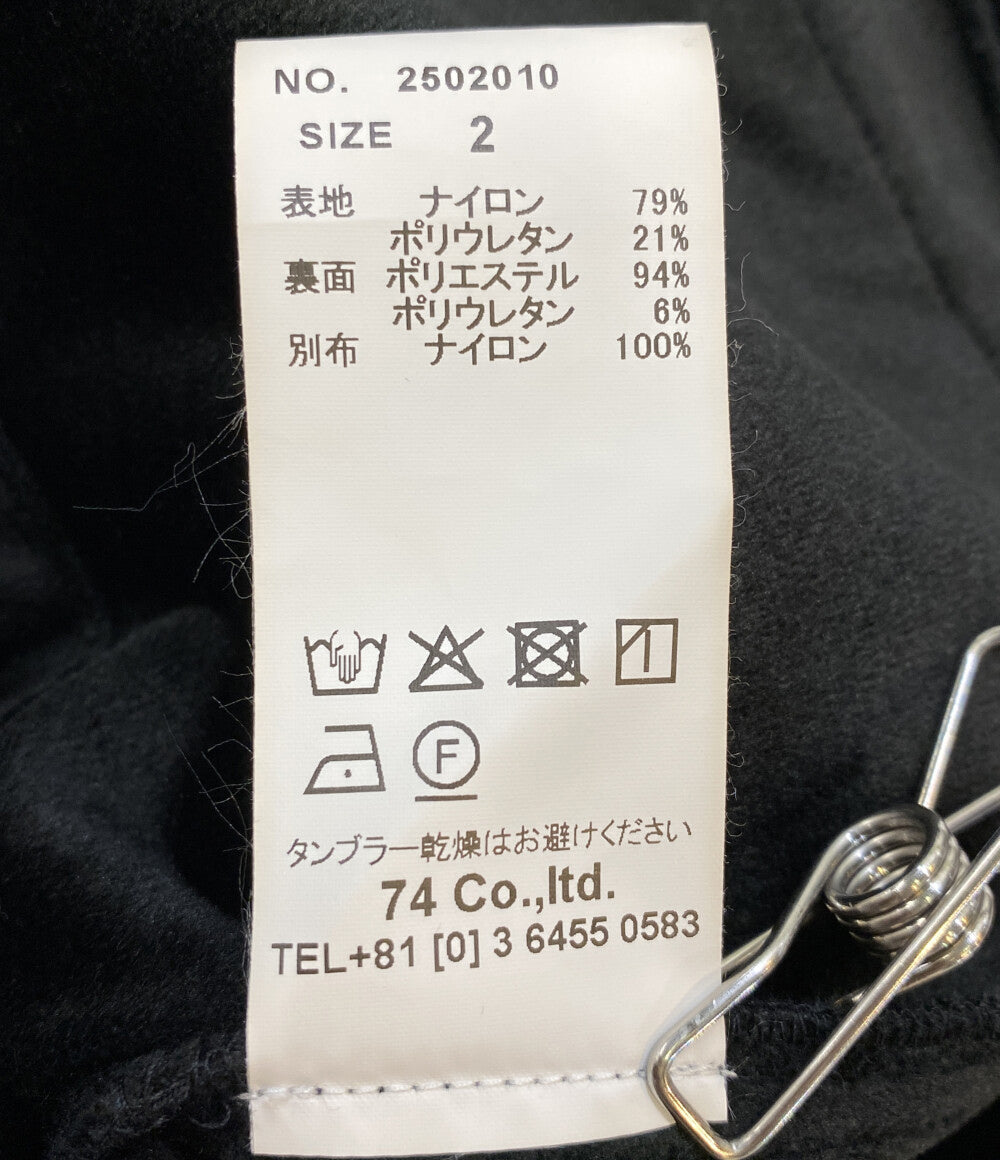 NO. 2502010
SIZE 2
表地 ナイロン 79%
ポリウレタン 21%
裏面 ポリエステル 94%
ポリウレタン 6%
別布 ナイロン 100%
F
タンブラー乾燥はお避けください
74 Co.,ltd.
TEL+81 [0] 3 6455 0583